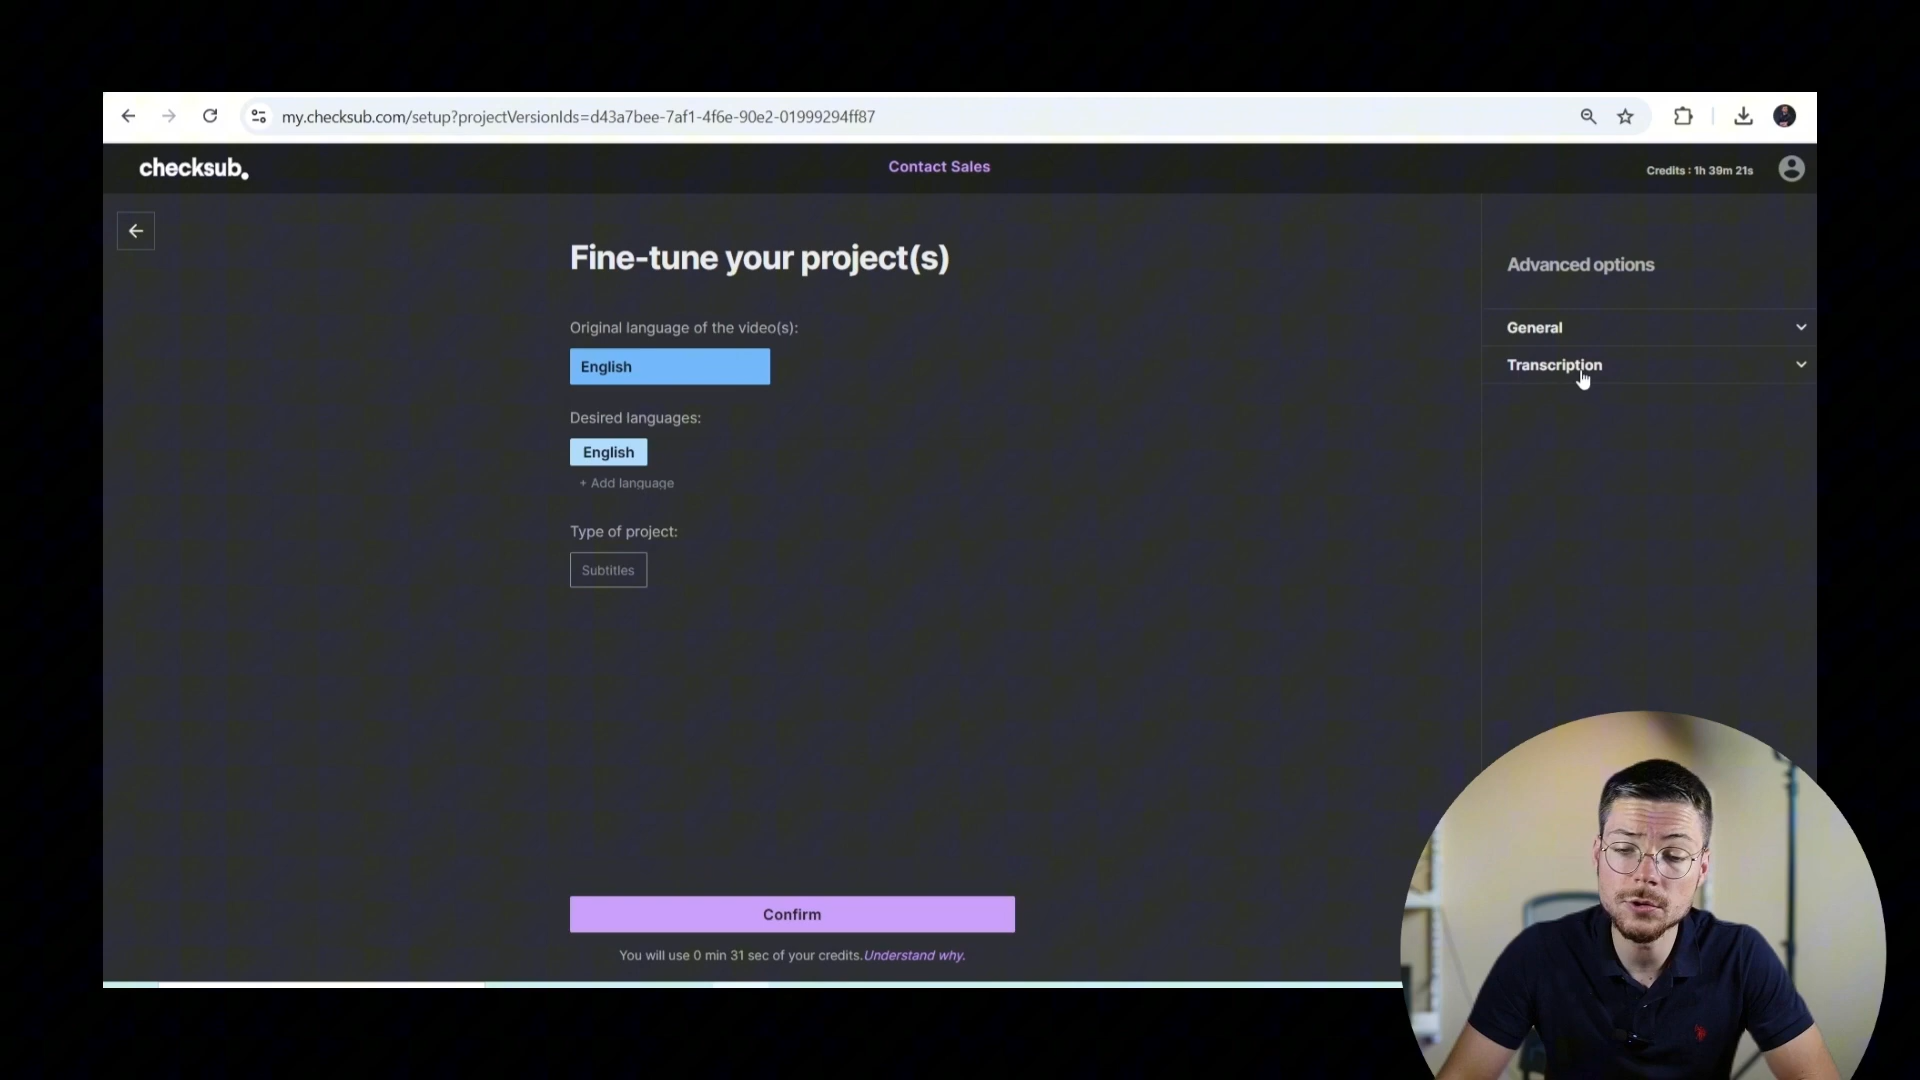 my.checksub.com/setup?projectVersionIds=d43a7bee-7af1-4f6e-90e2-01999294ff87
checksub.
Contact Sales
Credits : 1h 39m 21s
Fine-tune your project(s)
Original language of the video(s):
English
Desired languages:
English
+ Add language
Type of project:
Subtitles
Advanced options
General
Transcription
Confirm
You will use 0 min 31 sec of your credits.Understand why.